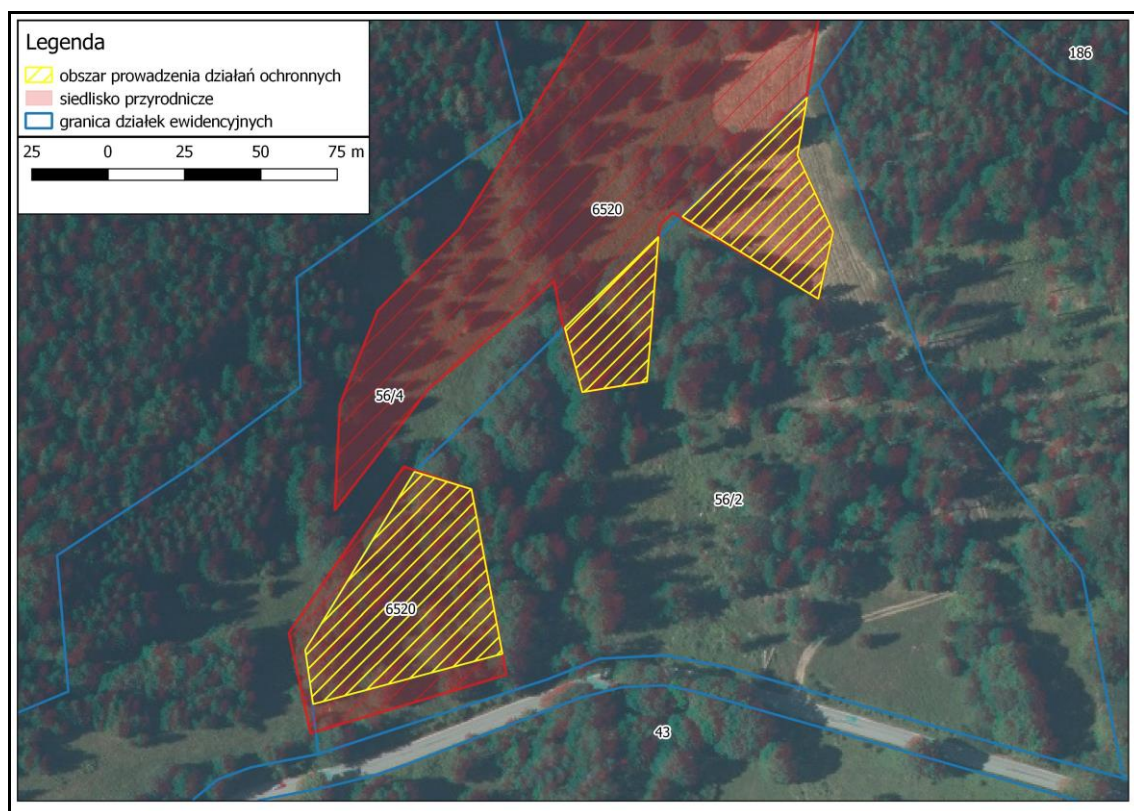 Legenda
obszar prowadzenia działań ochronnych
siedlisko przyrodnicze
granica działek ewidencyjnych
25 0 25 50 75 m
186
6520
56/4
56/2
6520
43